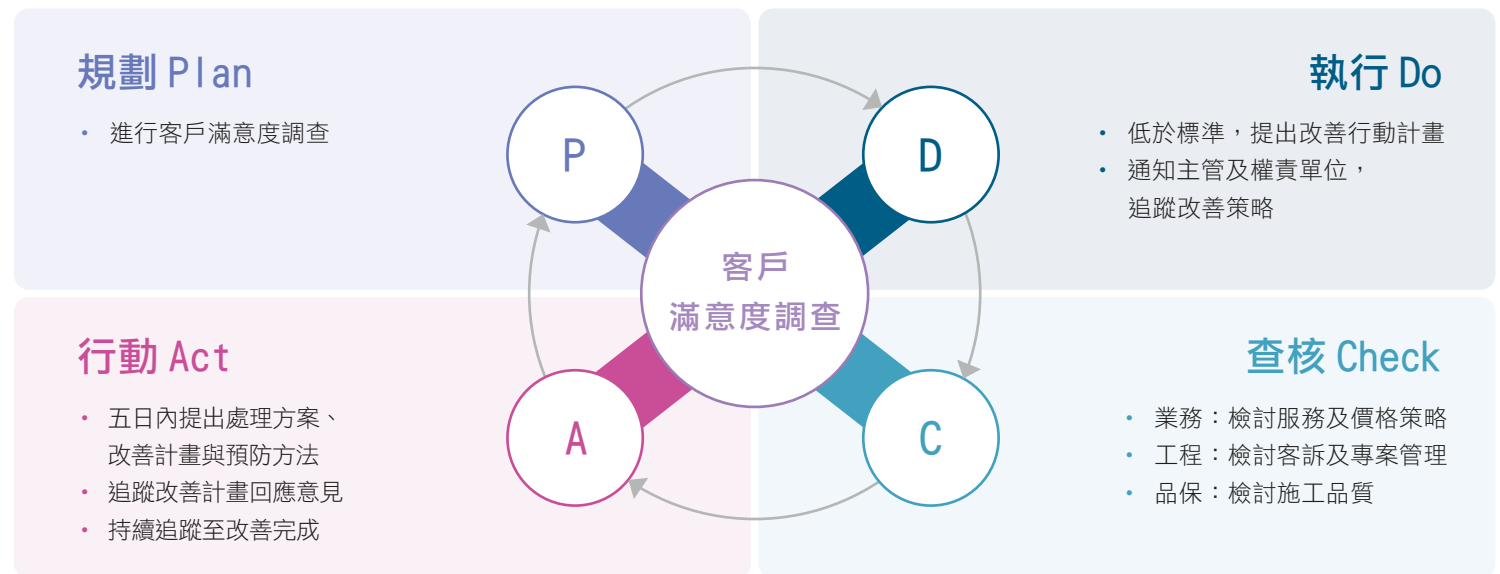 規劃 Plan
• 進行客戶滿意度調查
P
執行 Do
• 低於標準，提出改善行動計畫
• 通知主管及權責單位，
追蹤改善策略
D
客戶
滿意度調查
行動 Act
• 五日內提出處理方案、
改善計畫與預防方法
• 追蹤改善計畫回應意見
• 持續追蹤至改善完成
A
查核 Check
• 業務：檢討服務及價格策略
• 工程：檢討客訴及專案管理
• 品保：檢討施工品質
C